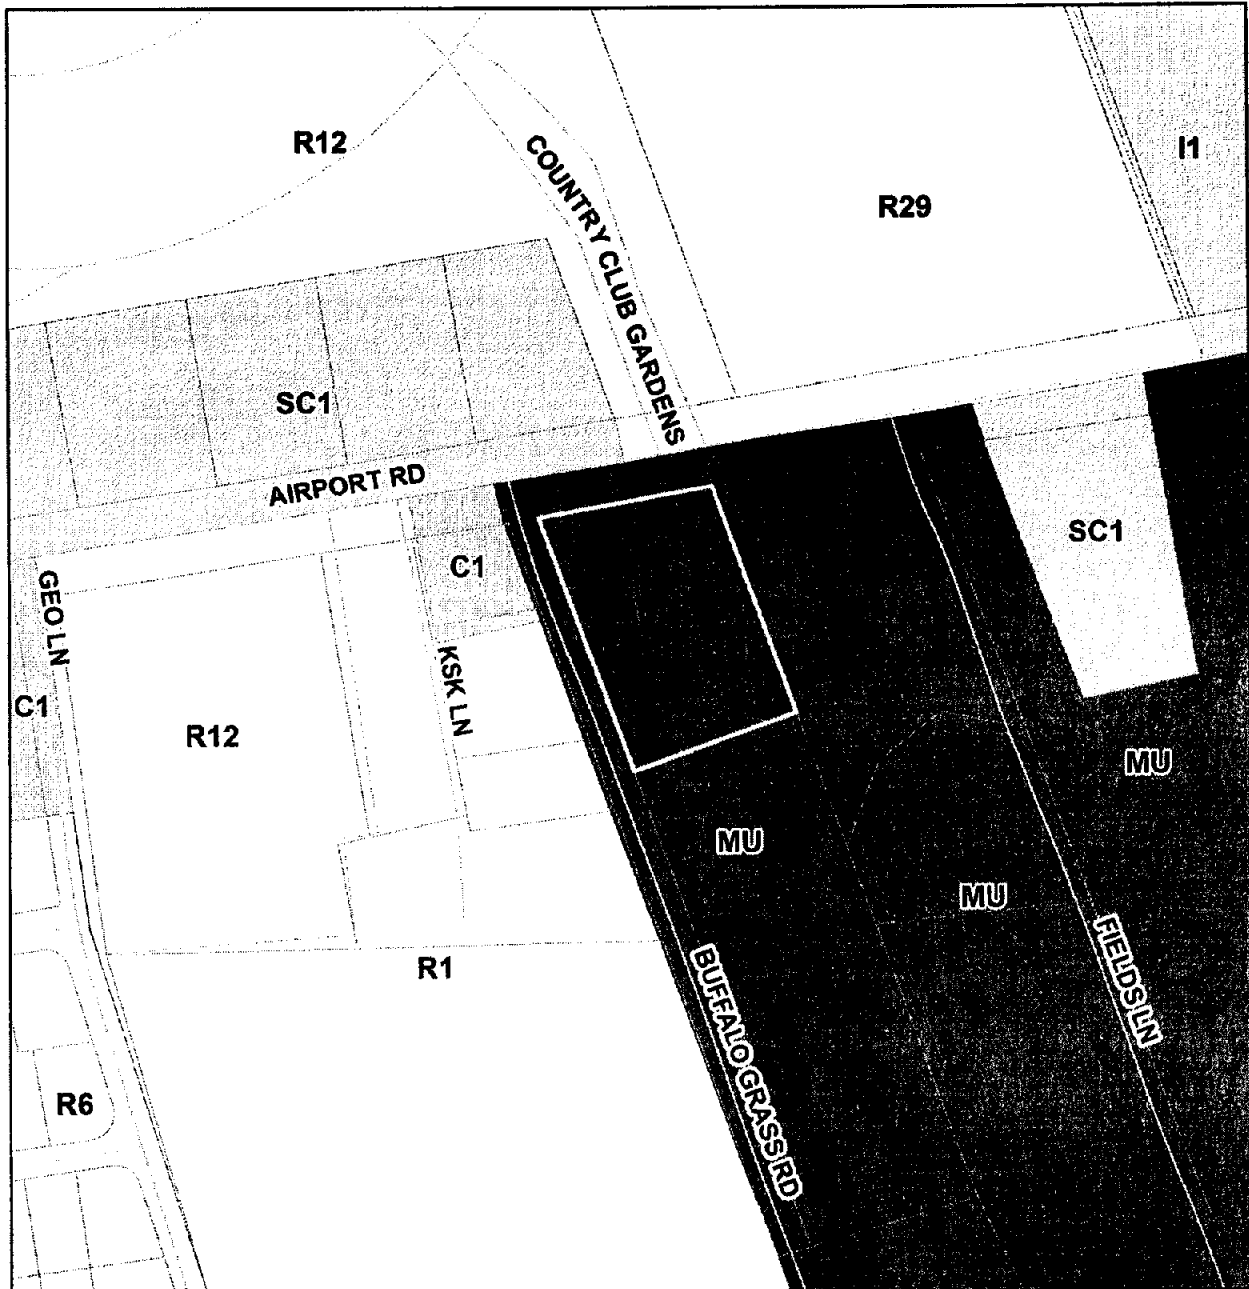 R12
I1
COUNTRY CLUB GARDENS
R29
SC1
AIRPORT RD
SC1
C1
GEO LN
KSK LN
C1
R12
MU
MU
MU
R1
BUFFALO GRASS RD
FIELDS LN
R6